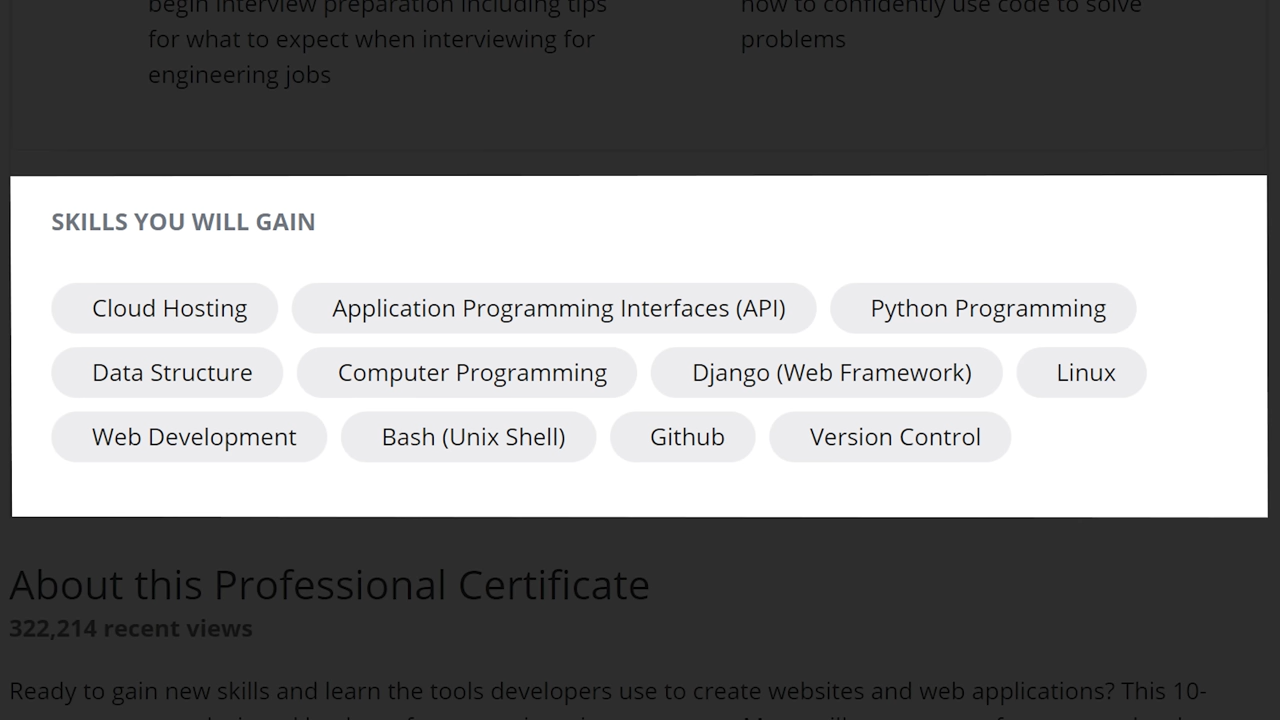 begin interview preparation including tips
for what to expect when interviewing for
engineering jobs
how to confidently use code to solve
problems
SKILLS YOU WILL GAIN
Cloud Hosting Application Programming Interfaces (API) Python Programming
Data Structure Computer Programming Django (Web Framework) Linux
Web Development Bash (Unix Shell) Github Version Control
About this Professional Certificate
322,214 recent views
Ready to gain new skills and learn the tools developers use to create websites and web applications? This 10-